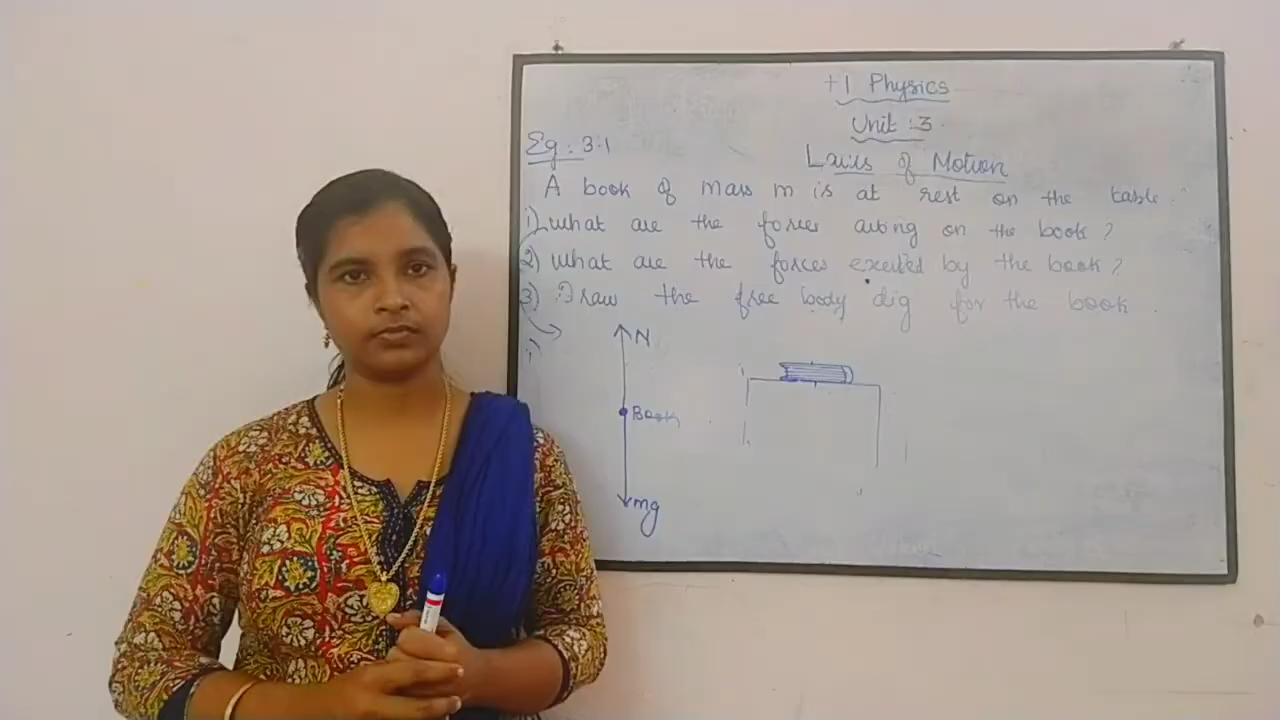 +1 Physics
Unit : 3
Eg : 3.1
Laws of Motion
A book of mass m is at rest on the table.
1) what are the forces acting on the book?
2) what are the forces exerted by the book?
3) Draw the free body dig for the book.
i)
N
Book
mg